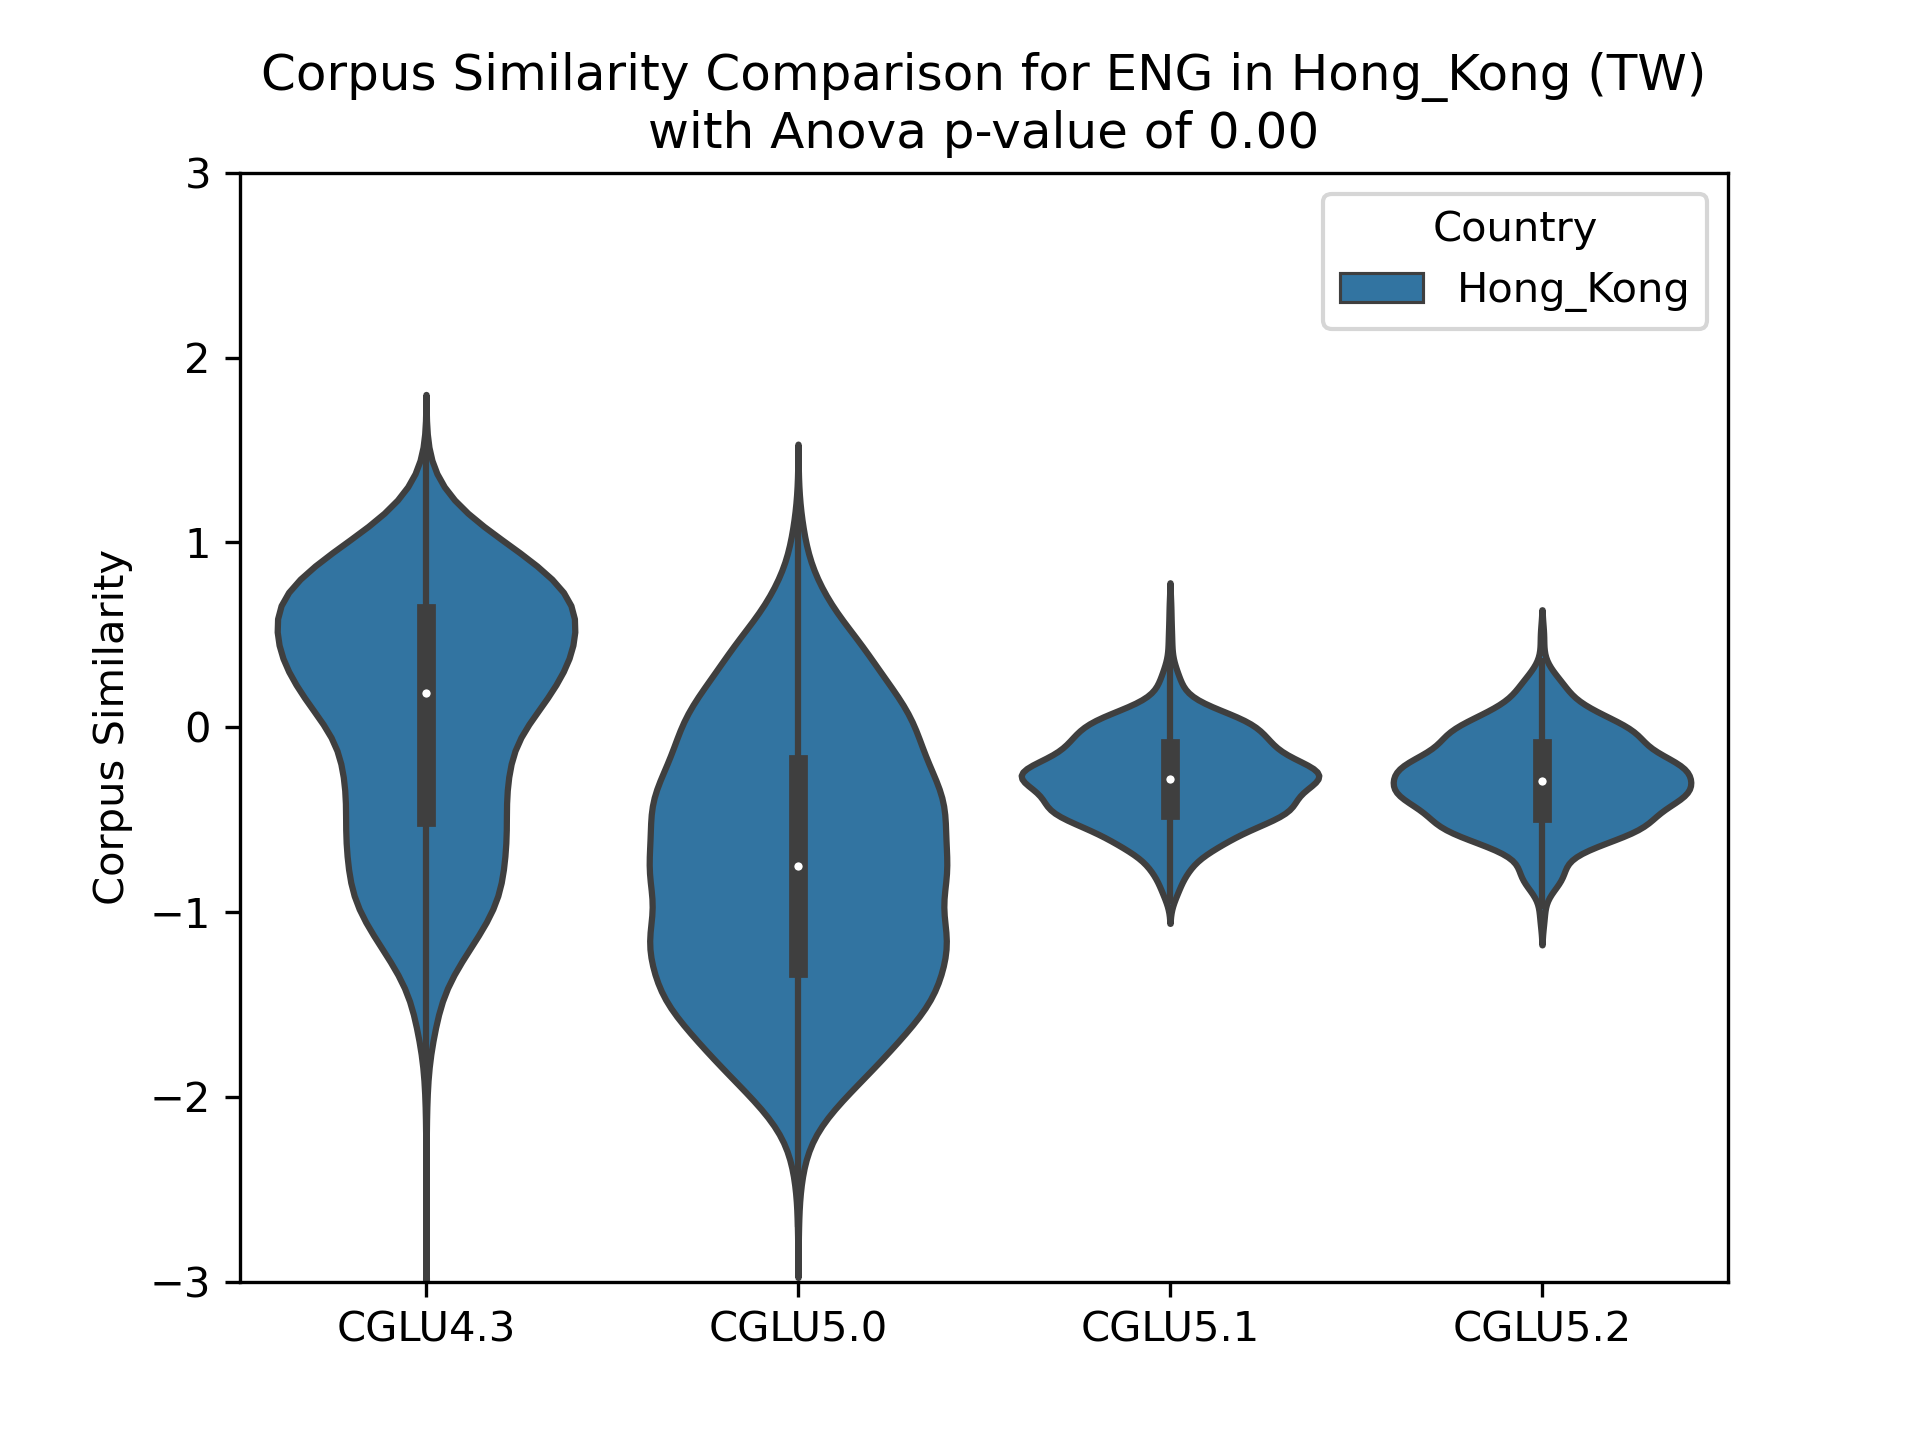 Corpus Similarity Comparison for ENG in Hong_Kong (TW)
with Anova p-value of 0.00
3
2
1
0
−1
−2
−3
Corpus Similarity
Country
Hong_Kong
CGLU4.3
CGLU5.0
CGLU5.1
CGLU5.2